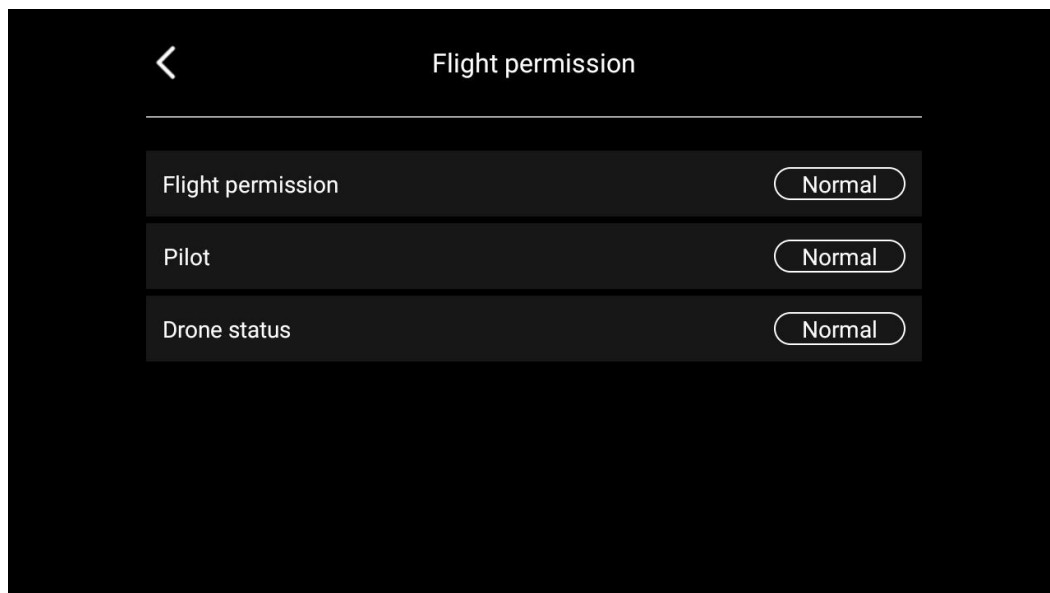 Flight permission
Flight permission Normal
Pilot Normal
Drone status Normal